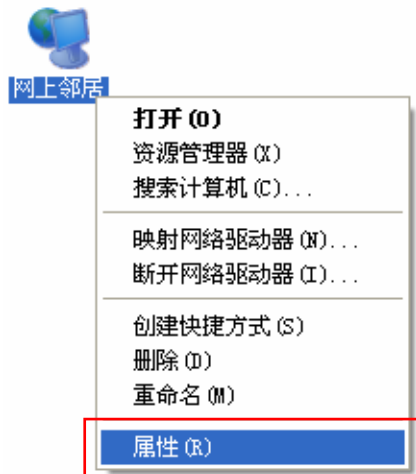 网上邻居
打开(O)
资源管理器(X)
搜索计算机(C)...
映射网络驱动器(N)...
断开网络驱动器(I)...
创建快捷方式(S)
删除(D)
重命名(M)
属性(R)